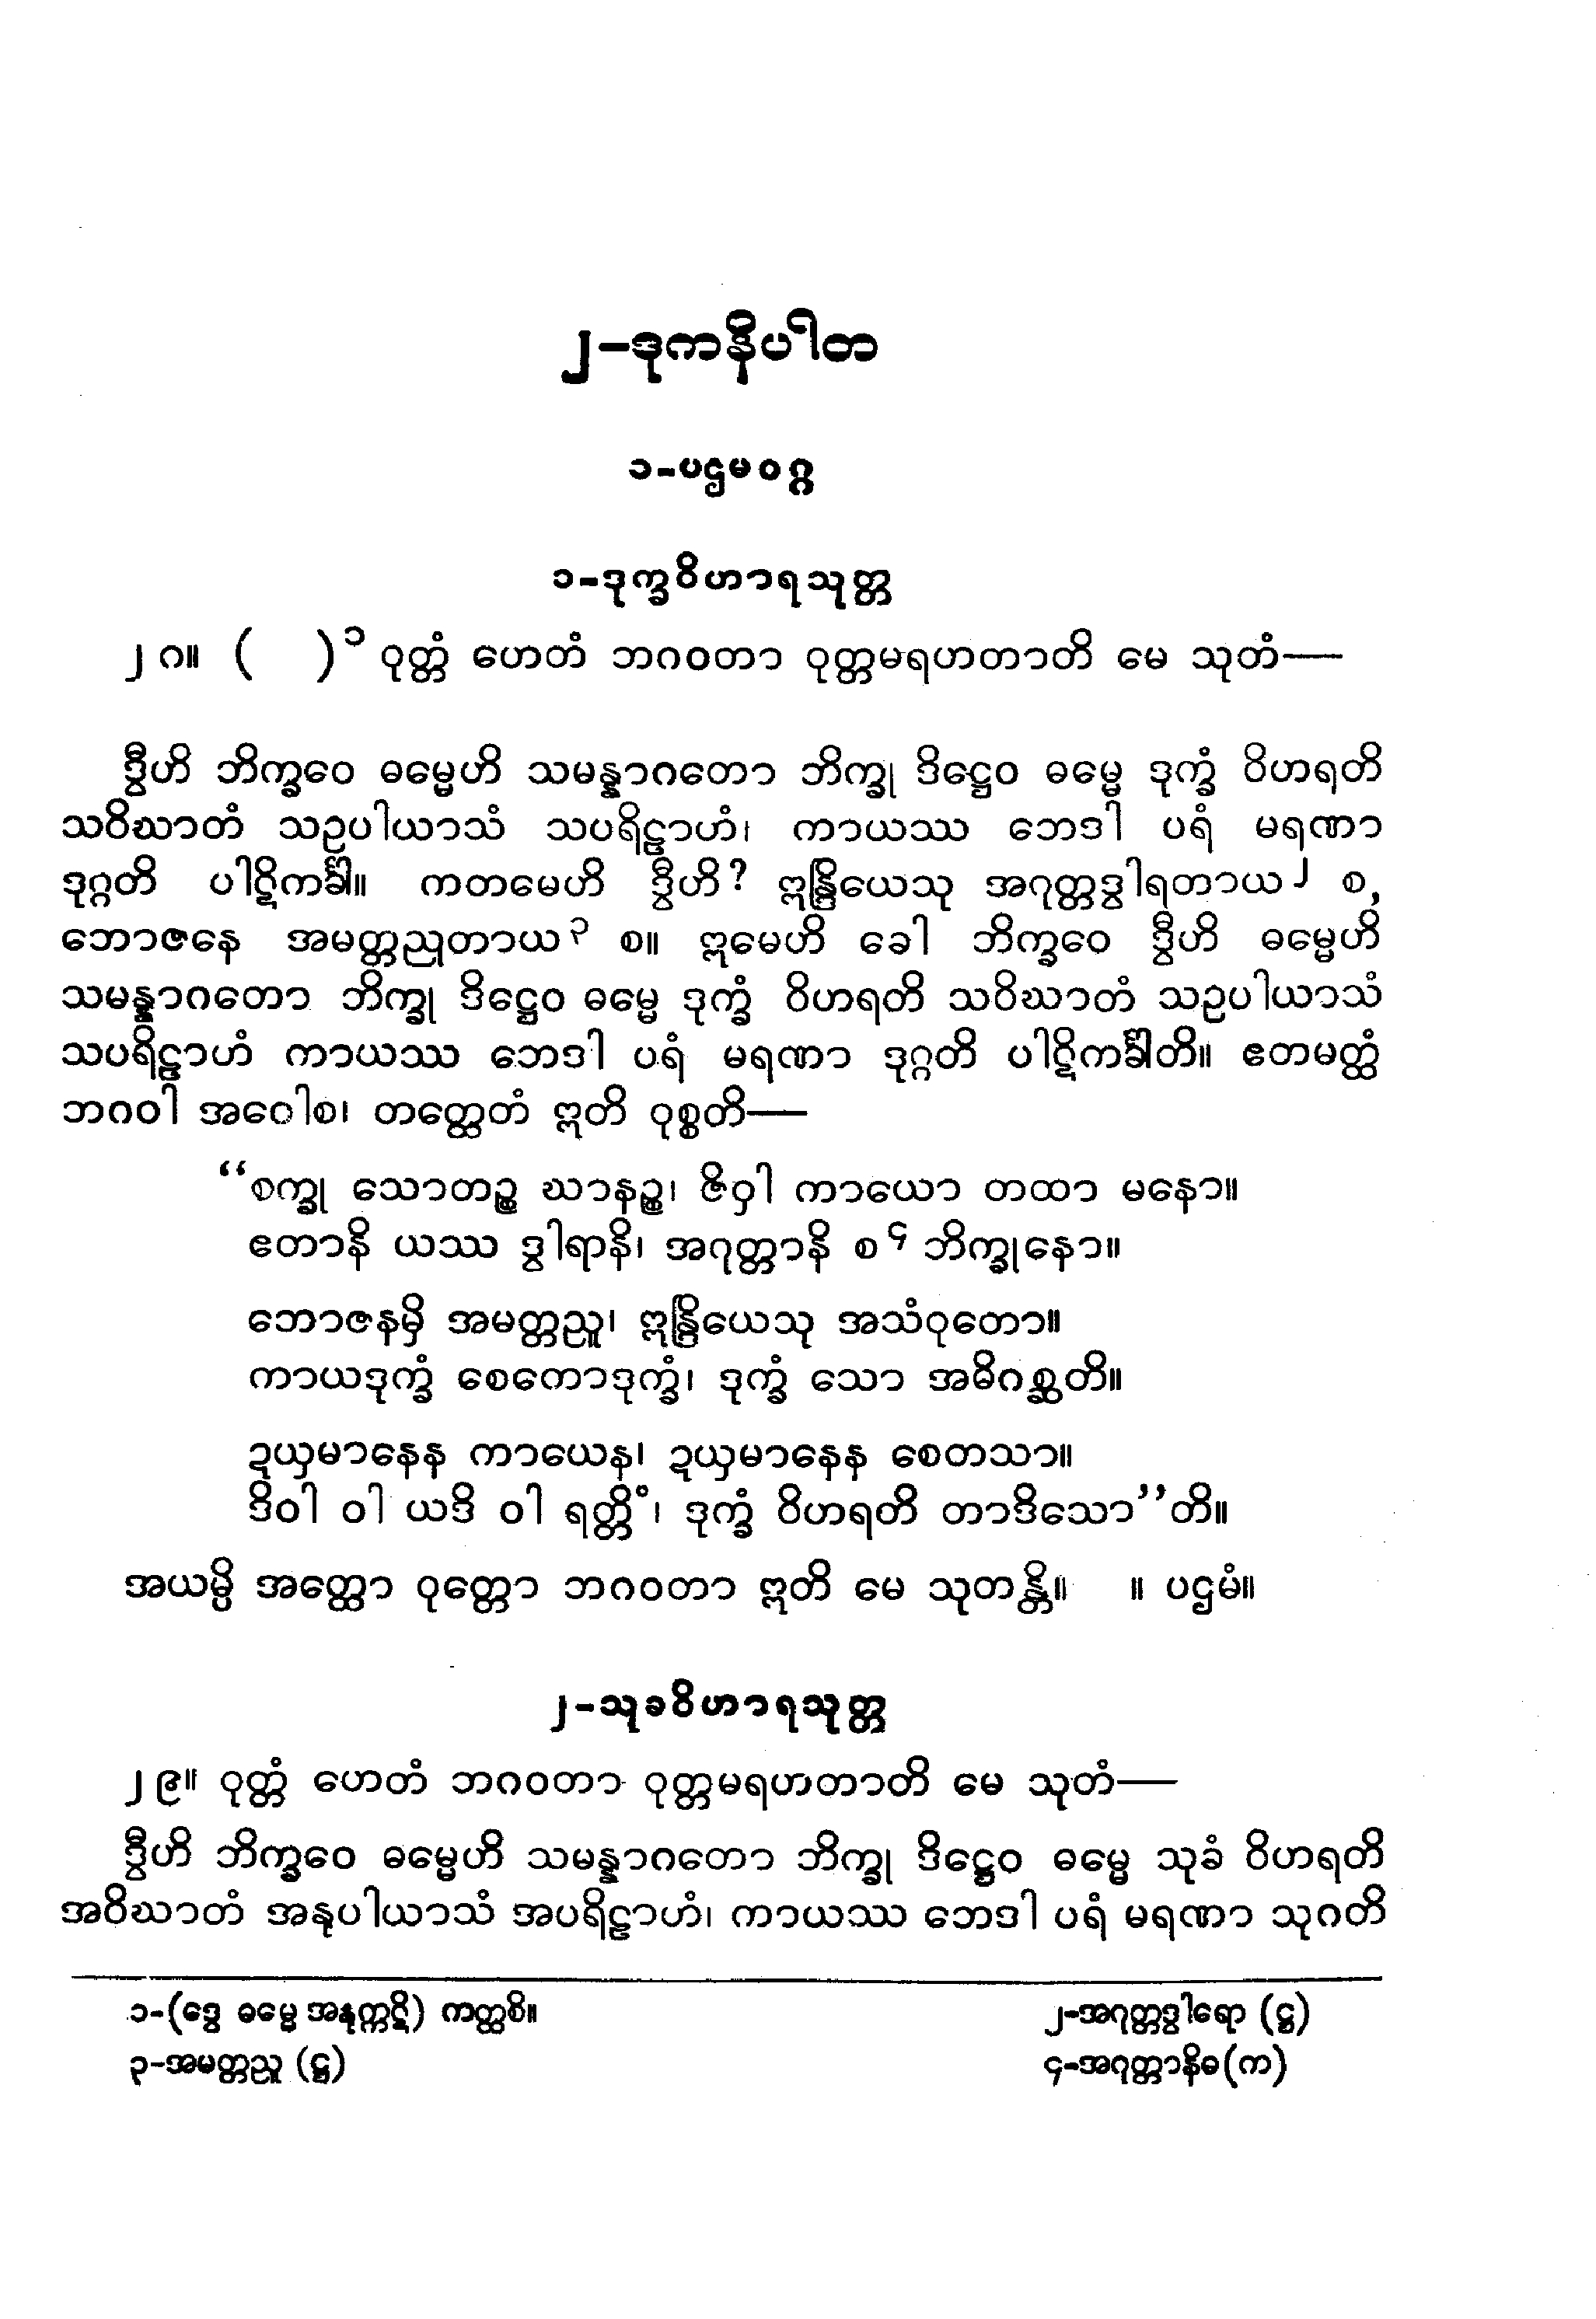 ၂-ဒုကနိပါတ
၁-ပဌမဝဂ္ဂ
၁-ဒုက္ခဝိဟာရသုတ္တ
၂၈။ ( )၁ ဝုတ္တံ ဟေတံ ဘဂဝတာ ဝုတ္တမရဟတာတိ မေ သုတံ—
ဒွီဟိ ဘိက္ခဝေ ဓမ္မေဟိ သမန္နာဂတော ဘိက္ခု ဒိဋ္ဌေဝ ဓမ္မေ ဒုက္ခံ ဝိဟရတိ
သဝိဃာတံ သဥပါယာသံ သပရိဠာဟံ၊ ကာယဿ ဘေဒါ ပရံ မရဏာ
ဒုဂ္ဂတိ ပါဋိကင်္ခါ။ ကတမေဟိ ဒွီဟိ? ဣန္ဒြိယေသု အဂုတ္တဒွါရတာယ၂ စ,
ဘောဇနေ အမတ္တညုတာယ၃ စ။ ဣမေဟိ ခေါ ဘိက္ခဝေ ဒွီဟိ ဓမ္မေဟိ
သမန္နာဂတော ဘိက္ခု ဒိဋ္ဌေဝ ဓမ္မေ ဒုက္ခံ ဝိဟရတိ သဝိဃာတံ သဥပါယာသံ
သပရိဠာဟံ ကာယဿ ဘေဒါ ပရံ မရဏာ ဒုဂ္ဂတိ ပါဋိကင်္ခါတိ။ ဧတမတ္ထံ
ဘဂဝါ အဝေါစ၊ တတ္ထေတံ ဣတိ ဝုစ္စတိ—
“စက္ခု သောတဉ္စ ဃာနဉ္စ၊ ဇိဝှါ ကာယော တထာ မနော။
ဧတာနိ ယဿ ဒွါရာနိ၊ အဂုတ္တာနိ စ၄ ဘိက္ခုနော။
ဘောဇနမှိ အမတ္တညူ၊ ဣန္ဒြိယေသု အသံဝုတော။
ကာယဒုက္ခံ စေတောဒုက္ခံ၊ ဒုက္ခံ သော အဓိဂစ္ဆတိ။
ဍယှမာနေန ကာယေန၊ ဍယှမာနေန စေတသာ။
ဒိဝါ ဝါ ယဒိ ဝါ ရတ္တိံ၊ ဒုက္ခံ ဝိဟရတိ တာဒိသော”တိ။
အယမ္ပိ အတ္ထော ဝုတ္တော ဘဂဝတာ ဣတိ မေ သုတန္တိ။ ။ ပဌမံ။
၂-သုခဝိဟာရသုတ္တ
၂၉။ ဝုတ္တံ ဟေတံ ဘဂဝတာ ဝုတ္တမရဟတာတိ မေ သုတံ—
ဒွီဟိ ဘိက္ခဝေ ဓမ္မေဟိ သမန္နာဂတော ဘိက္ခု ဒိဋ္ဌေဝ ဓမ္မေ သုခံ ဝိဟရတိ
အဝိဃာတံ အနုပါယာသံ အပရိဠာဟံ၊ ကာယဿ ဘေဒါ ပရံ မရဏာ သုဂတိ
၁-(ဒွေ ဓမ္မေ အနုက္ကဋိ) ကတ္ထစိ။ ၂-အဂုတ္တဒွါရော (ဋ္ဌ)
၃-အမတ္တညူ (ဋ္ဌ) ၄-အဂုတ္တာနိဓ(က)